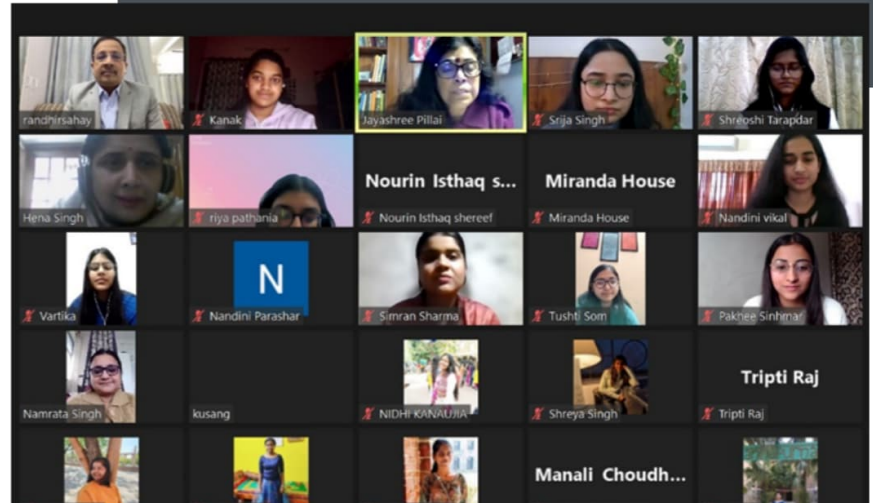 randhirsahay
Kanak
Jayashree Pillai
Srija Singh
Shreoshi Tarapdar
Hena Singh
riya pathania
Nourin Isthaq s...
Nourin Isthaq shereef
Miranda House
Miranda House
Nandini vikal
Vartika
N
Nandini Parashar
Simran Sharma
Tushti Som
Pakhee Sinhmar
Namrata Singh
kusang
NIDHI KANAUJIA
Shreya Singh
Tripti Raj
Tripti Raj
Manali Choudh...